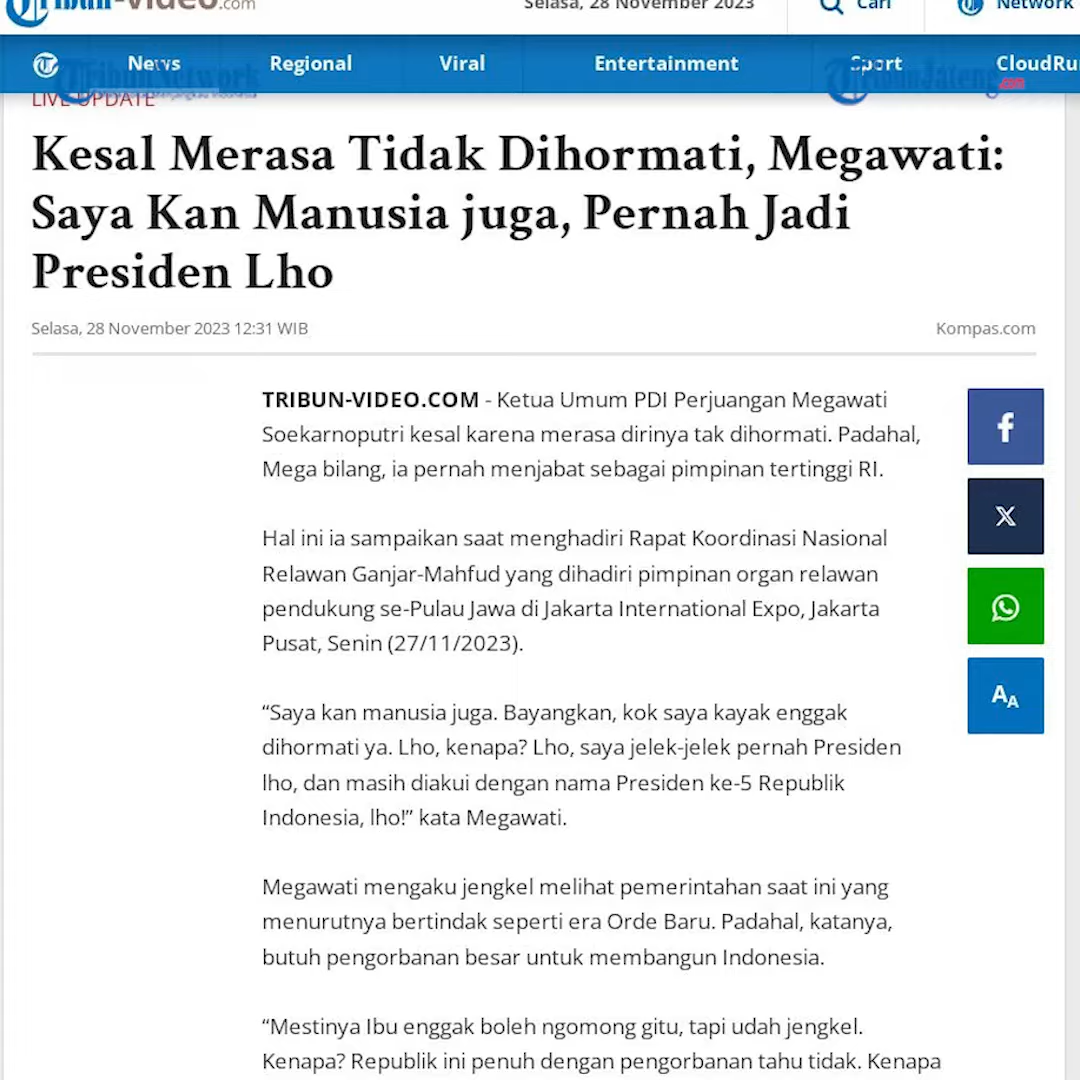 Tribun-video.com
Selasa, 28 November 2023
Cari
Network
News Regional Viral Entertainment Sport CloudRu
TribunNetwork
TribunJateng.com
LIVE UPDATE
Kesal Merasa Tidak Dihormati, Megawati:
Saya Kan Manusia juga, Pernah Jadi
Presiden Lho
Selasa, 28 November 2023 12:31 WIB
Kompas.com
TRIBUN-VIDEO.COM - Ketua Umum PDI Perjuangan Megawati
Soekarnoputri kesal karena merasa dirinya tak dihormati. Padahal,
Mega bilang, ia pernah menjabat sebagai pimpinan tertinggi RI.
Hal ini ia sampaikan saat menghadiri Rapat Koordinasi Nasional
Relawan Ganjar-Mahfud yang dihadiri pimpinan organ relawan
pendukung se-Pulau Jawa di Jakarta International Expo, Jakarta
Pusat, Senin (27/11/2023).
“Saya kan manusia juga. Bayangkan, kok saya kayak enggak
dihormati ya. Lho, kenapa? Lho, saya jelek-jelek pernah Presiden
lho, dan masih diakui dengan nama Presiden ke-5 Republik
Indonesia, lho!” kata Megawati.
Megawati mengaku jengkel melihat pemerintahan saat ini yang
menurutnya bertindak seperti era Orde Baru. Padahal, katanya,
butuh pengorbanan besar untuk membangun Indonesia.
“Mestinya Ibu enggak boleh ngomong gitu, tapi udah jengkel.
Kenapa? Republik ini penuh dengan pengorbanan tahu tidak. Kenapa